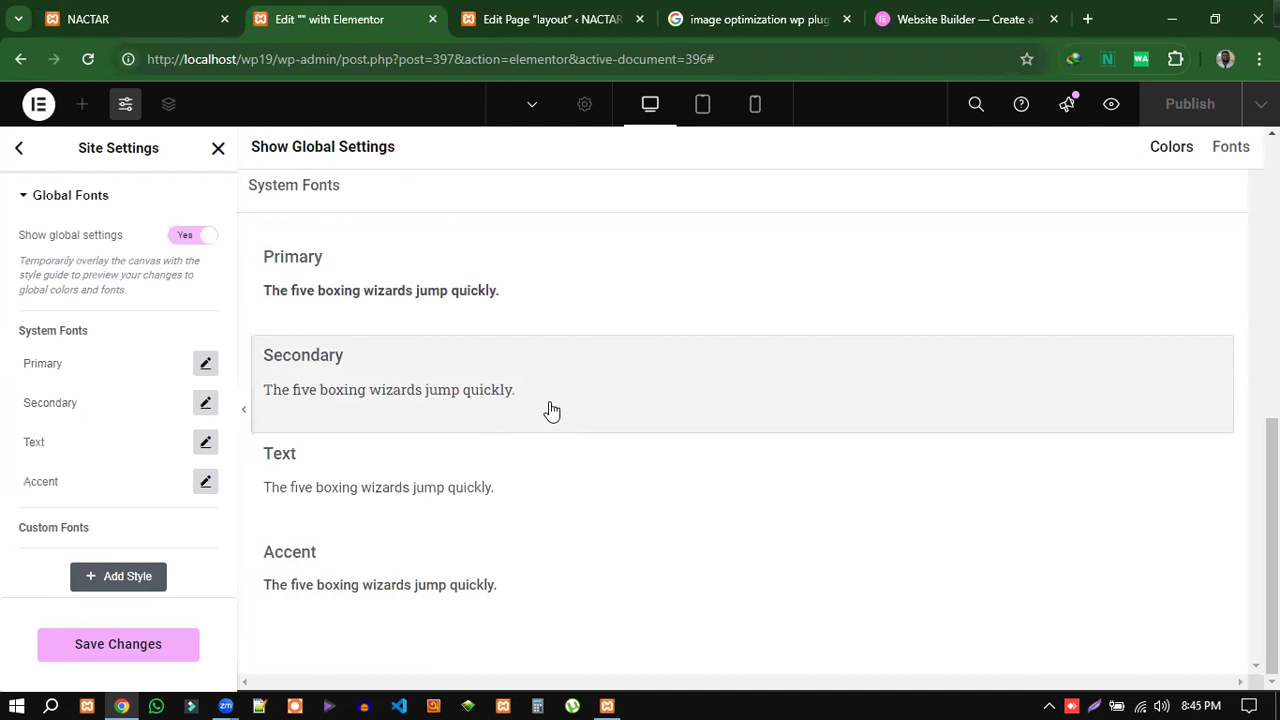 NACTAR
Edit "" with Elementor
Edit Page "layout" ‹ NACTAR
image optimization wp plug
Website Builder — Create a
http://localhost/wp19/wp-admin/post.php?post=397&action=elementor&active-document=396#
Publish
Site Settings
Show Global Settings
Colors
Fonts
Global Fonts
Show global settings
Yes
Temporarily overlay the canvas with the
style guide to preview your changes to
global colors and fonts.
System Fonts
Primary
Secondary
Text
Accent
Custom Fonts
+ Add Style
Save Changes
System Fonts
Primary
The five boxing wizards jump quickly.
Secondary
The five boxing wizards jump quickly.
Text
The five boxing wizards jump quickly.
Accent
The five boxing wizards jump quickly.
8:45 PM